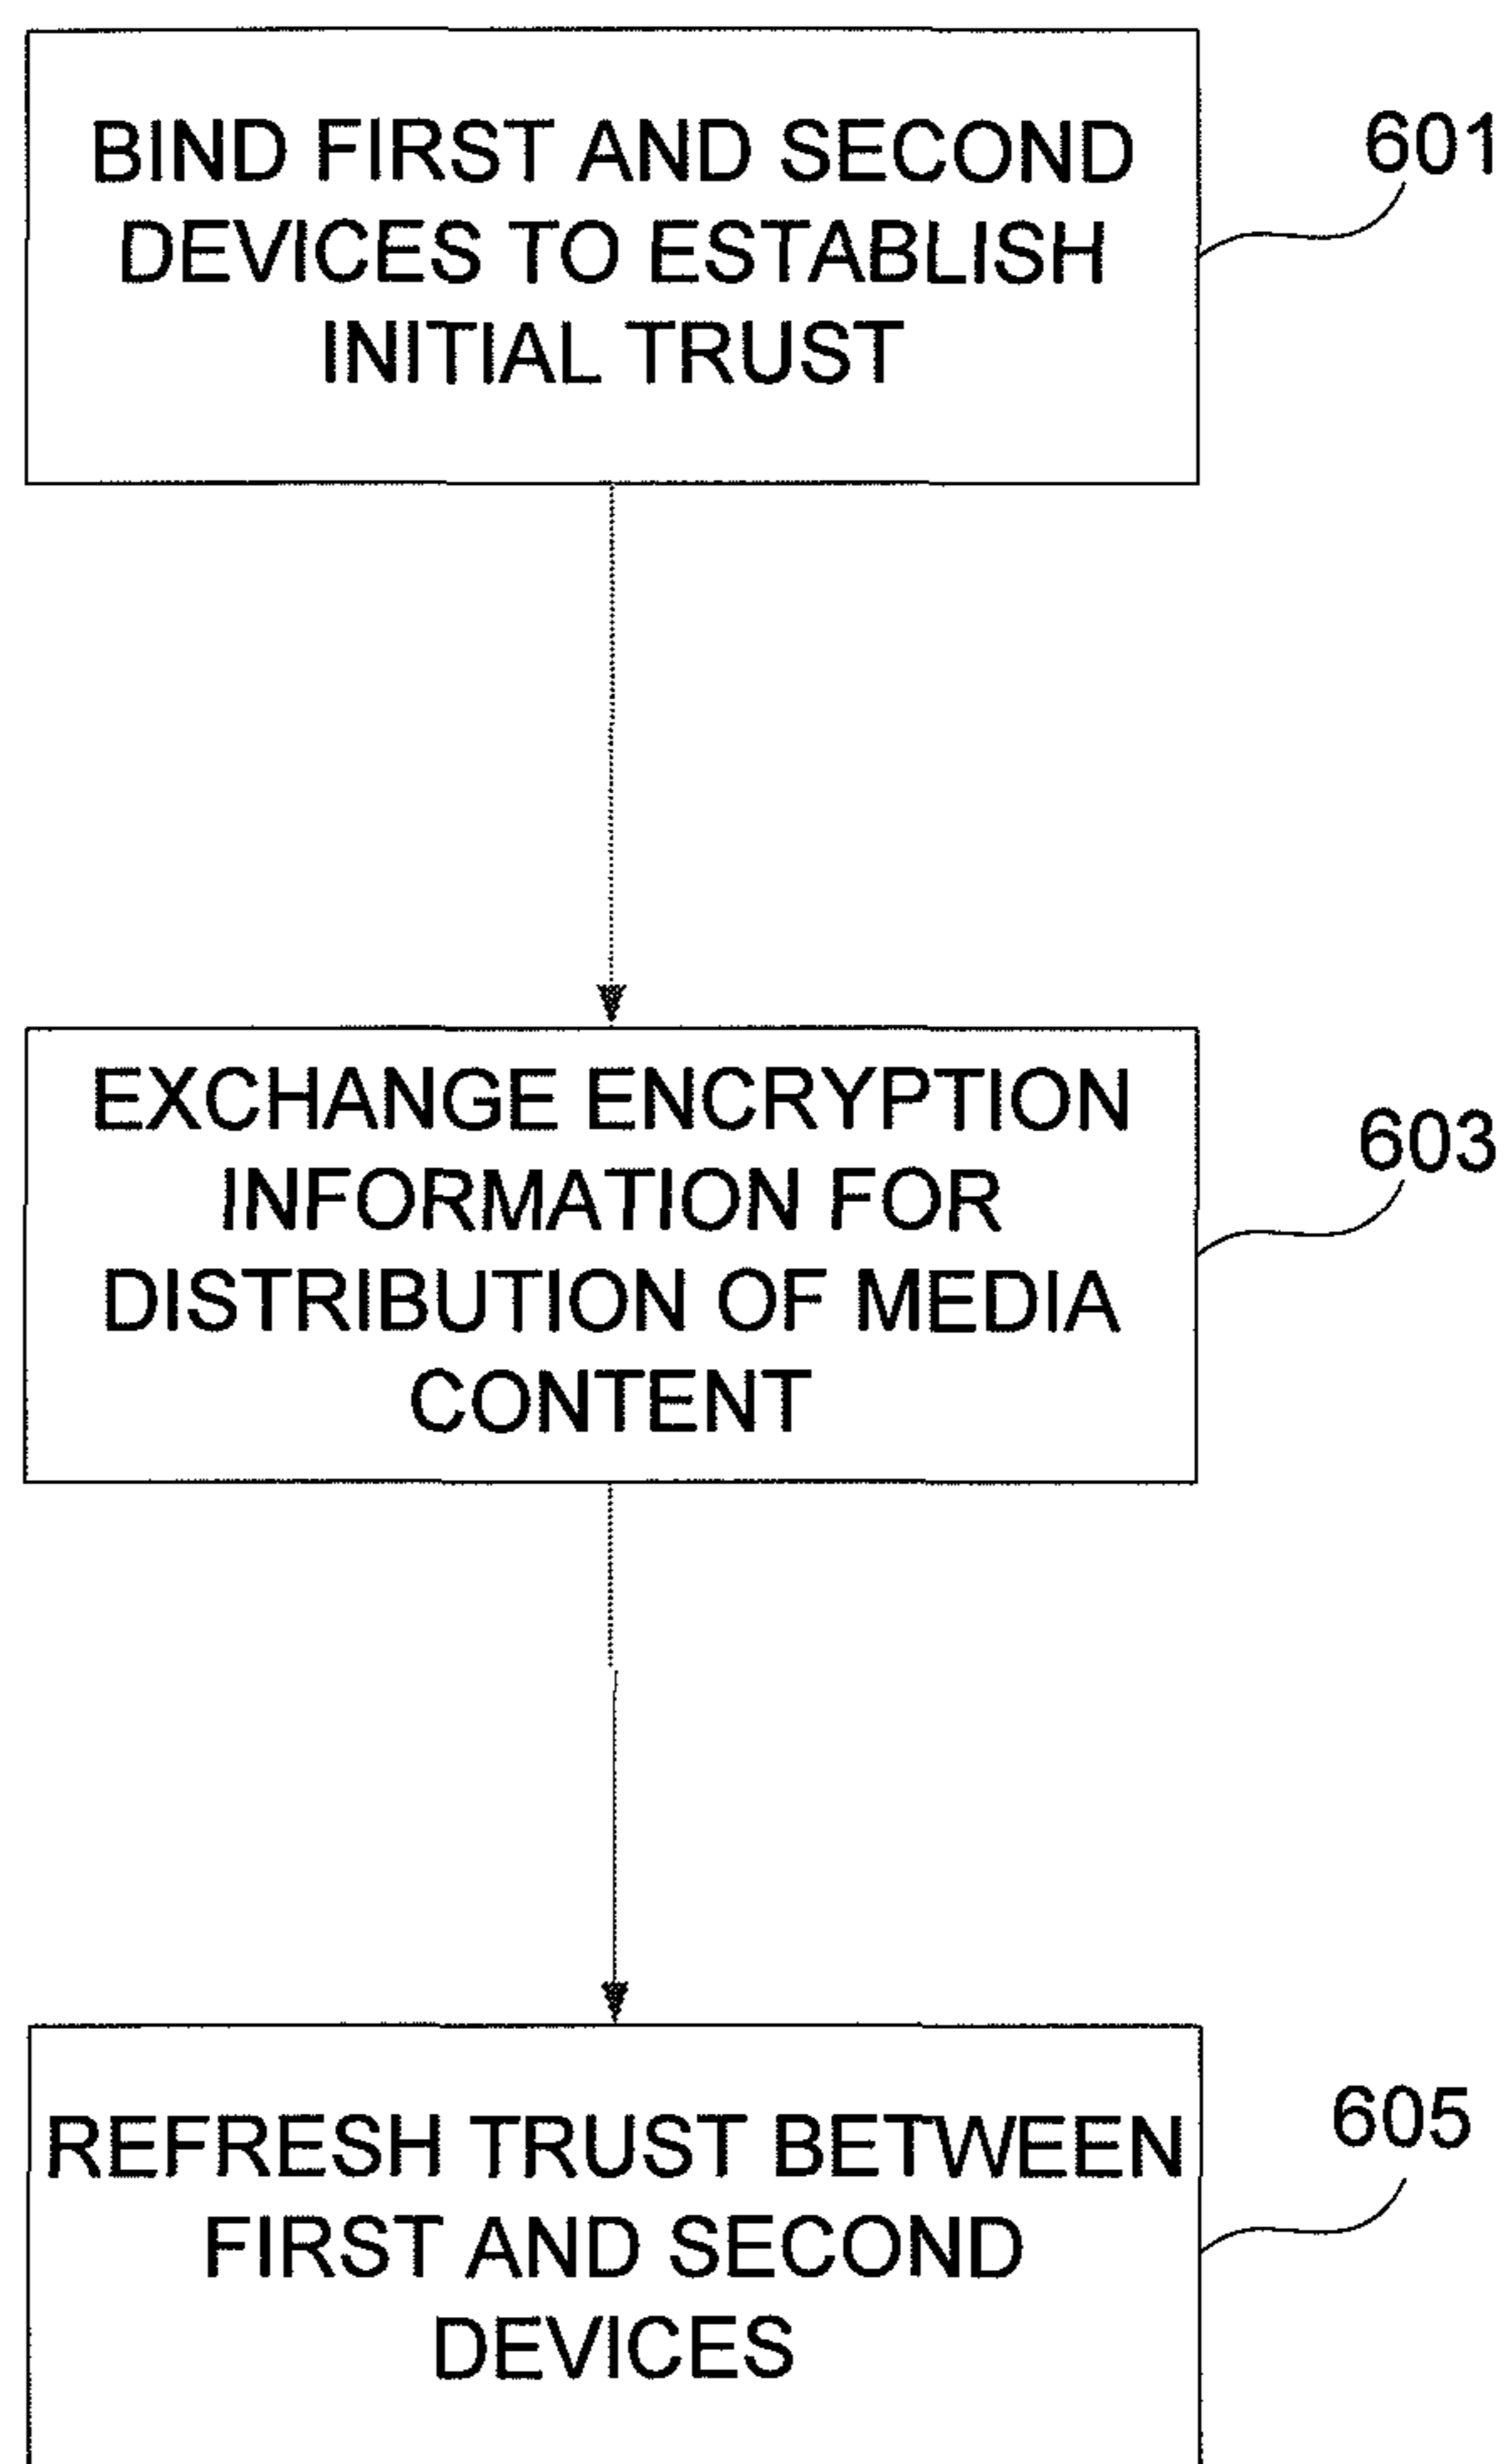 BIND FIRST AND SECOND
DEVICES TO ESTABLISH
INITIAL TRUST
601
EXCHANGE ENCRYPTION
INFORMATION FOR
DISTRIBUTION OF MEDIA
CONTENT
603
REFRESH TRUST BETWEEN
FIRST AND SECOND
DEVICES
605